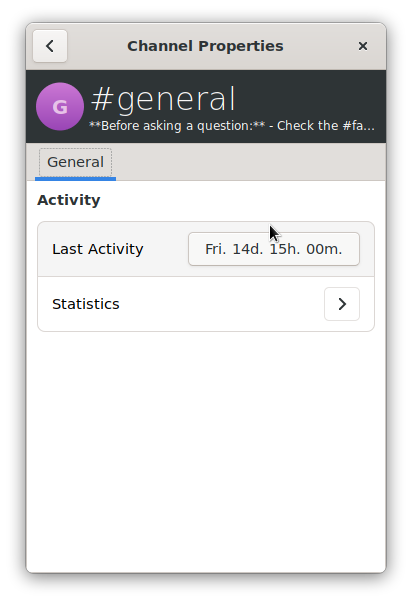 Channel Properties
G
#general
**Before asking a question:** - Check the #fa...
General
Activity
Last Activity
Fri. 14d. 15h. 00m.
Statistics